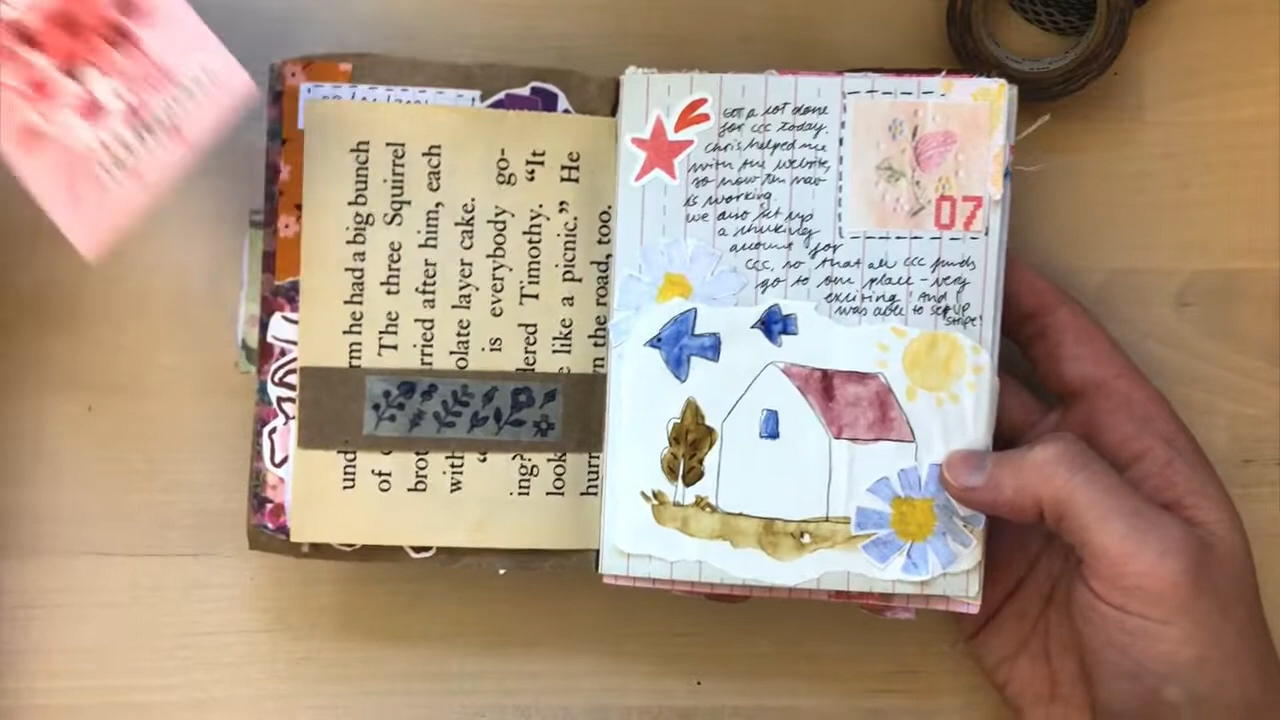 rm he had a big bunch
The three Squirrel
rried after him, each
olate layer cake.
is everybody go-
dered Timothy. “It
like a picnic.” He
n the road, too.
und
of
brot
with
“
ing?
look
hurr
got a lot done
for ccc today.
Chris helped me
with the website,
so now the nav
is working.
we also set up
a
account for
ccc, so that all ccc funds
go to one place - very
exciting! And
was able to set up
stripe!
07